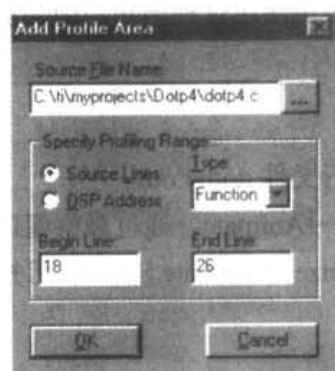 Add Profile Area
Source File Name:
C:\ti\myprojects\Dotp4\dotp4.c
...
Specify Profiling Range
Source Lines
Type:
DSP Address
Function
Begin Line:
End Line:
18
26
OK
Cancel